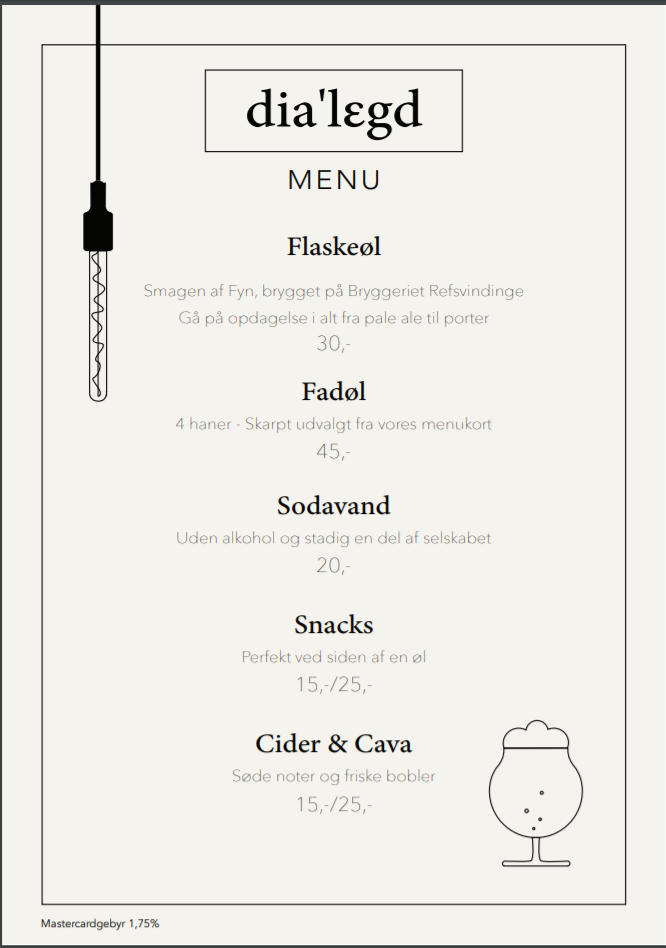 dia'lɛgd
MENU
Flaskeøl
Smagen af Fyn, brygget på Bryggeriet Refsvindinge
Gå på opdagelse i alt fra pale ale til porter
30,-
Fadøl
4 haner - Skarpt udvalgt fra vores menukort
45,-
Sodavand
Uden alkohol og stadig en del af selskabet
20,-
Snacks
Perfekt ved siden af en øl
15,-/25,-
Cider & Cava
Søde noter og friske bobler
15,-/25,-
Mastercardgebyr 1,75%